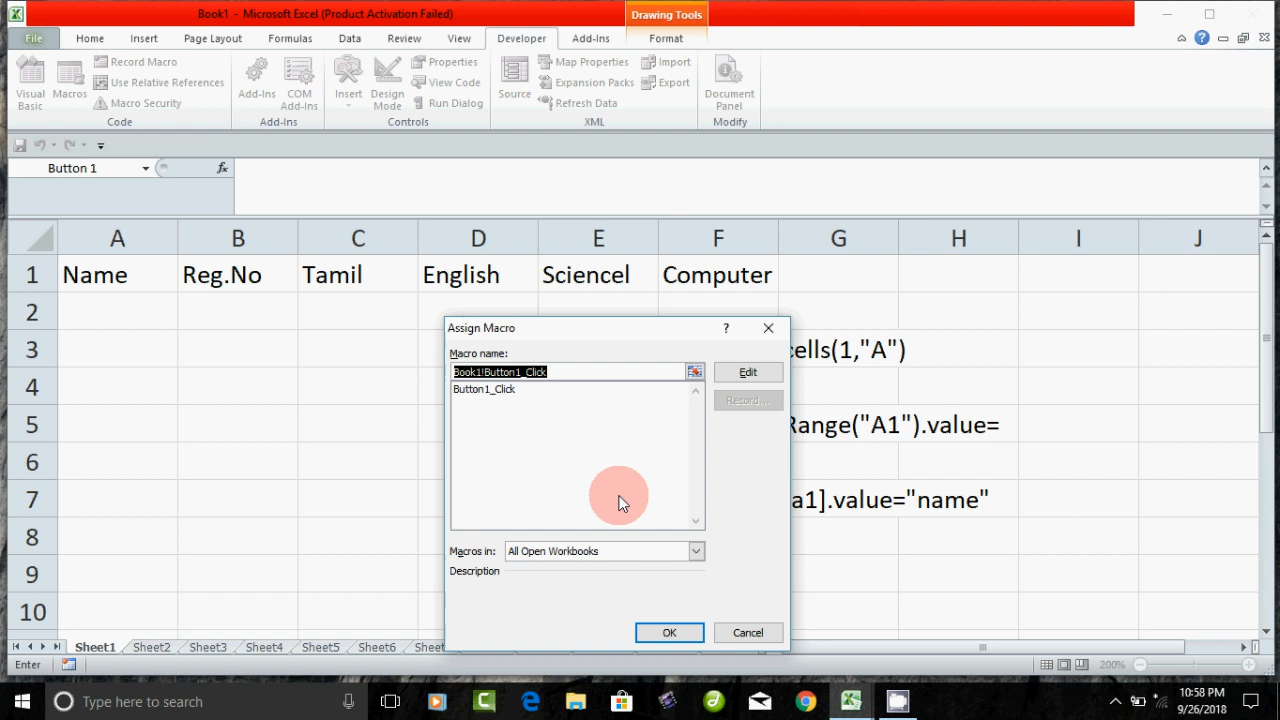 Book1 - Microsoft Excel (Product Activation Failed)
Drawing Tools
File Home Insert Page Layout Formulas Data Review View Developer Add-Ins Format
Visual Basic
Macros
Record Macro
Use Relative References
Macro Security
Code
Add-Ins
COM Add-Ins
Add-Ins
Insert
Design Mode
Properties
View Code
Run Dialog
Controls
Source
Map Properties
Expansion Packs
Refresh Data
Import
Export
XML
Document Panel
Modify
Button 1
fx
A B C D E F G H I J
1 Name Reg.No Tamil English Sciencel Computer
2
3 cells(1,"A")
4
5 Range("A1").value=
6
7 a1].value="name"
8
9
10
Assign Macro
?
Macro name:
Book1!Button1_Click
Button1_Click
Edit
Record...
Macros in: All Open Workbooks
Description
OK Cancel
Sheet1 Sheet2 Sheet3 Sheet4 Sheet5 Sheet6 Sheet
Enter
200%
Type here to search
10:58 PM
9/26/2018